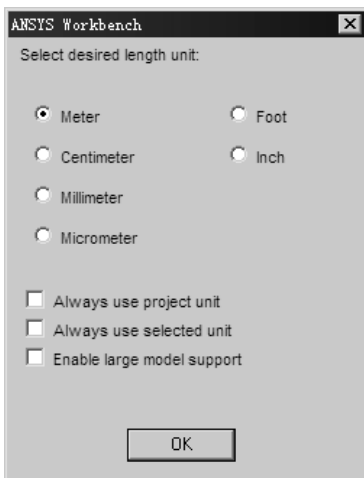 ANSYS Workbench
Select desired length unit:
Meter
Foot
Centimeter
Inch
Millimeter
Micrometer
Always use project unit
Always use selected unit
Enable large model support
OK